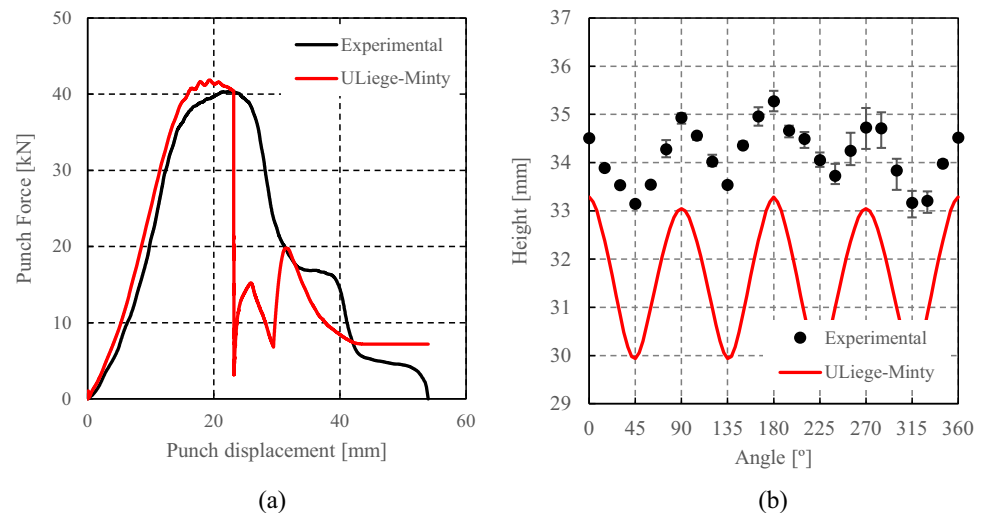 50
40
30
20
10
0
Punch Force [kN]
Experimental
ULiege-Minty
0 20 40 60
Punch displacement [mm]
(a)
37
36
35
34
33
32
31
30
29
Height [mm]
Experimental
ULiege-Minty
0 45 90 135 180 225 270 315 360
Angle [º]
(b)